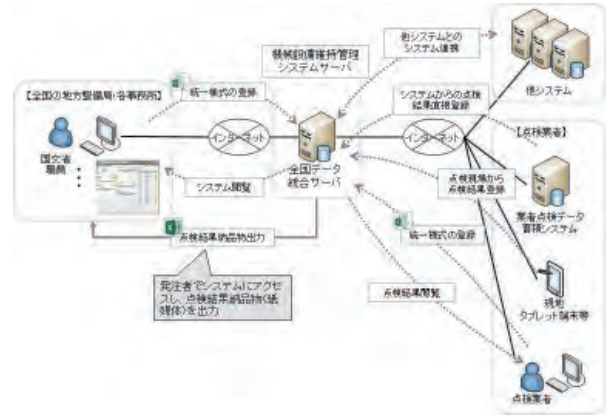 他システムとの
システム連携
機械設備維持管理
システムサーバ
他システム
【全国の地方整備局・各事務所】
統一様式の登録
システムからの点検
結果直接登録
【点検業者】
インターネット
インターネット
国交省
職員
全国データ
統合サーバ
システム閲覧
点検現場から
点検結果登録
業者点検データ
蓄積システム
点検結果納品物出力
統一様式の登録
発注者でシステムにアクセ
スし、点検結果納品物(紙
媒体)を出力
点検結果閲覧
現地
タブレット端末等
点検業者